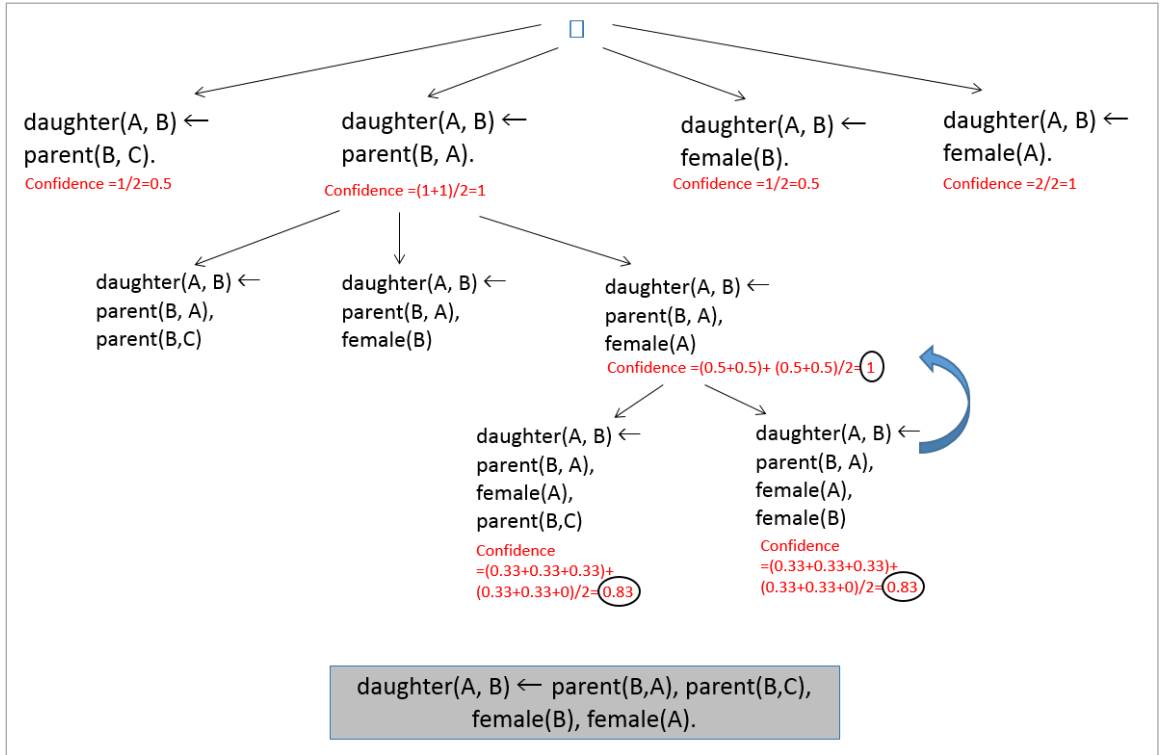 daughter(A, B) ←
parent(B, C).
Confidence =1/2=0.5
daughter(A, B) ←
parent(B, A).
Confidence =(1+1)/2=1
daughter(A, B) ←
female(B).
Confidence =1/2=0.5
daughter(A, B) ←
female(A).
Confidence =2/2=1
daughter(A, B) ←
parent(B, A),
parent(B,C)
daughter(A, B) ←
parent(B, A),
female(B)
daughter(A, B) ←
parent(B, A),
female(A)
Confidence =(0.5+0.5)+ (0.5+0.5)/2=1
daughter(A, B) ←
parent(B, A),
female(A),
parent(B,C)
Confidence
=(0.33+0.33+0.33)+
(0.33+0.33+0)/2=0.83
daughter(A, B) ←
parent(B, A),
female(A),
female(B)
Confidence
=(0.33+0.33+0.33)+
(0.33+0.33+0)/2=0.83
daughter(A, B) ← parent(B,A), parent(B,C),
female(B), female(A).